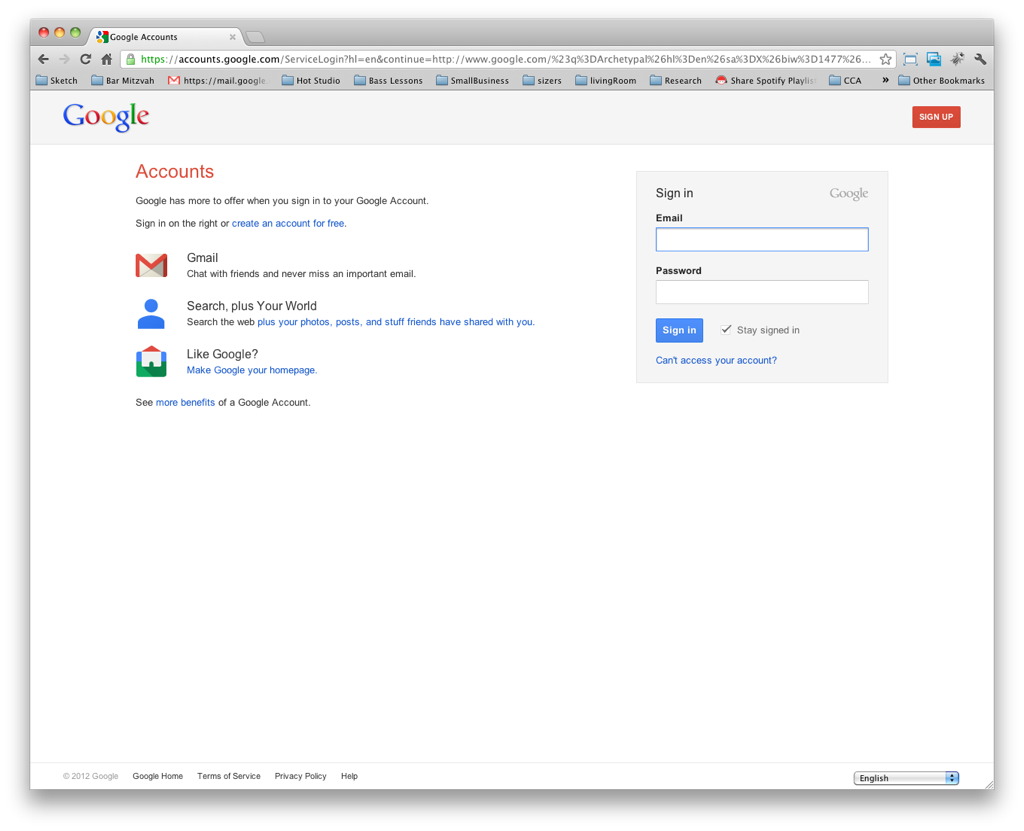 Google Accounts
https://accounts.google.com/ServiceLogin?hl=en&continue=http://www.google.com/%23q%3DArchetypal%26hl%3Den%26sa%3DX%26biw%3D1477%26...
Sketch Bar Mitzvah https://mail.google. Hot Studio Bass Lessons SmallBusiness sizers livingRoom Research Share Spotify Playlis CCA » Other Bookmarks
Google SIGN UP
Accounts
Google has more to offer when you sign in to your Google Account.
Sign in on the right or create an account for free.
Gmail
Chat with friends and never miss an important email.
Search, plus Your World
Search the web plus your photos, posts, and stuff friends have shared with you.
Like Google?
Make Google your homepage.
See more benefits of a Google Account.
Sign in Google
Email
Password
Sign in Stay signed in
Can't access your account?
© 2012 Google Google Home Terms of Service Privacy Policy Help English